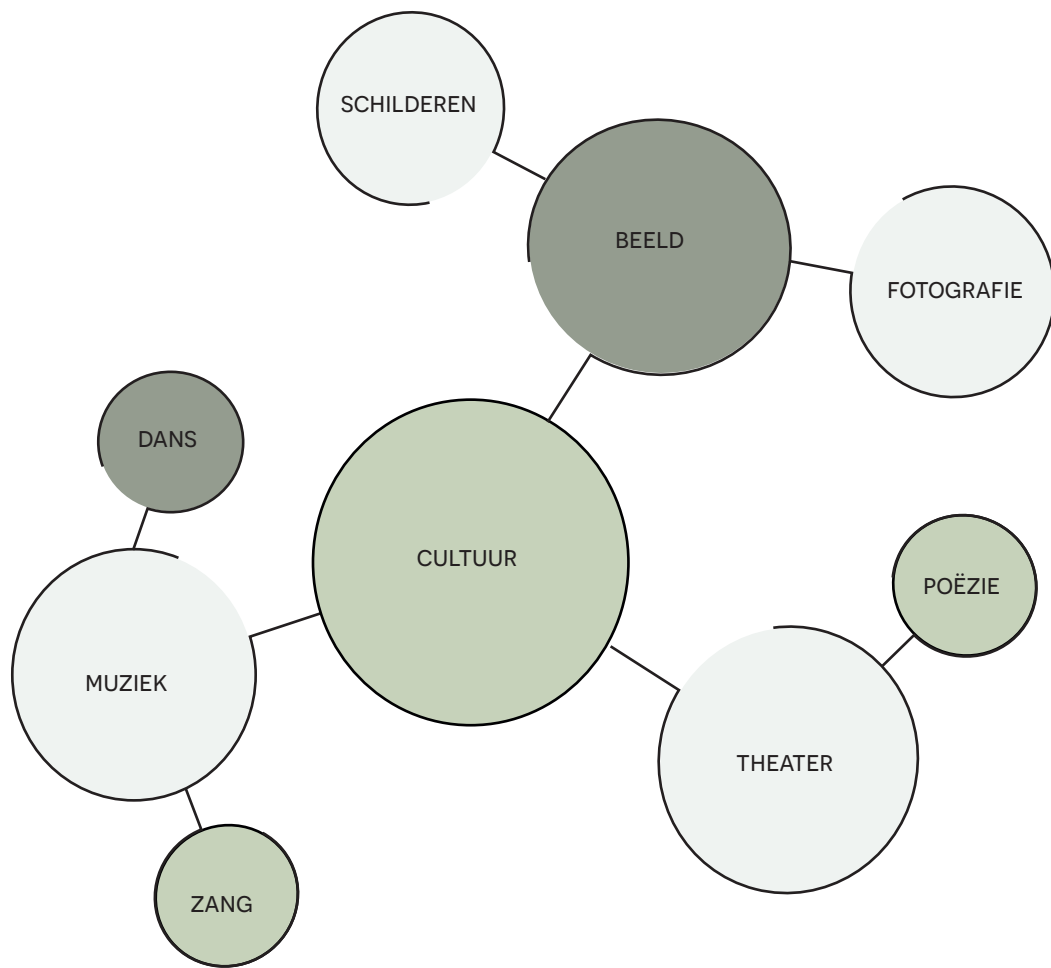 SCHILDEREN
BEELD
FOTOGRAFIE
DANS
CULTUUR
POËZIE
MUZIEK
THEATER
ZANG